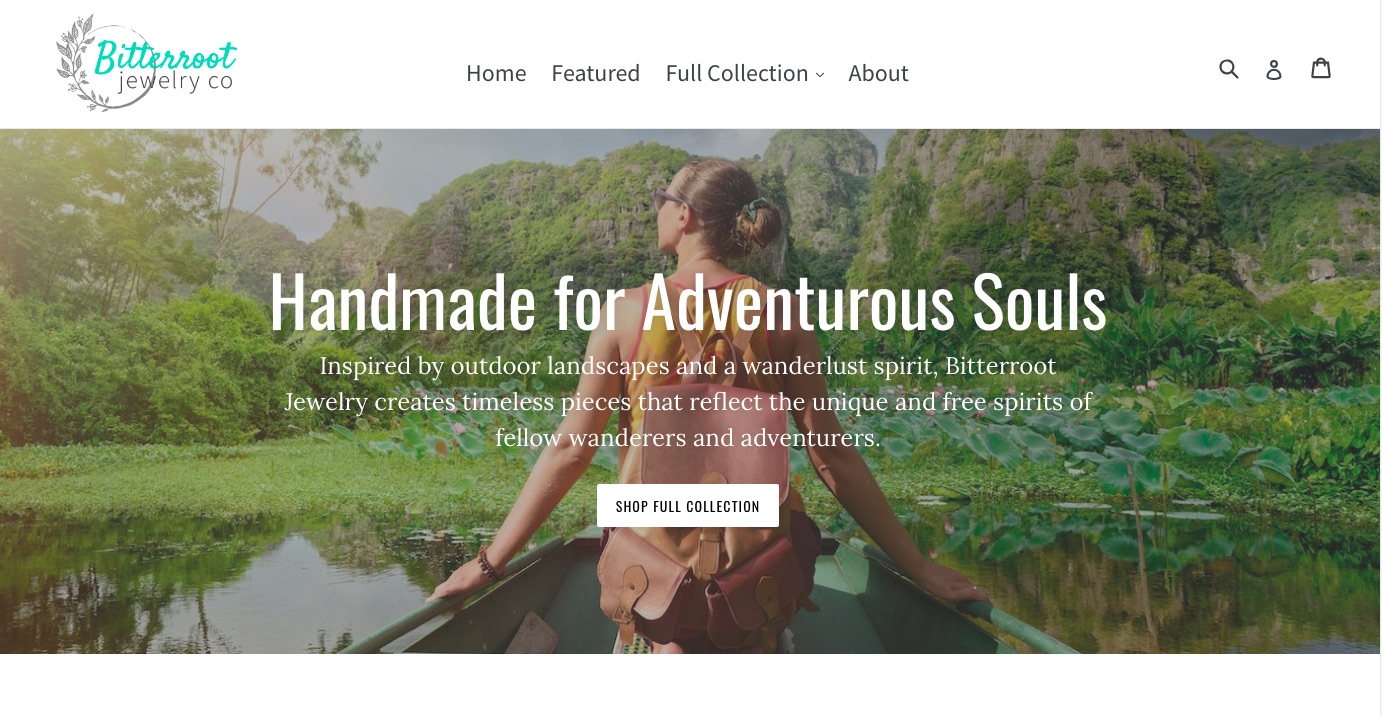 Bitterroot
jewelry co
Home Featured Full Collection About
Handmade for Adventurous Souls
Inspired by outdoor landscapes and a wanderlust spirit, Bitterroot
Jewelry creates timeless pieces that reflect the unique and free spirits of
fellow wanderers and adventurers.
SHOP FULL COLLECTION